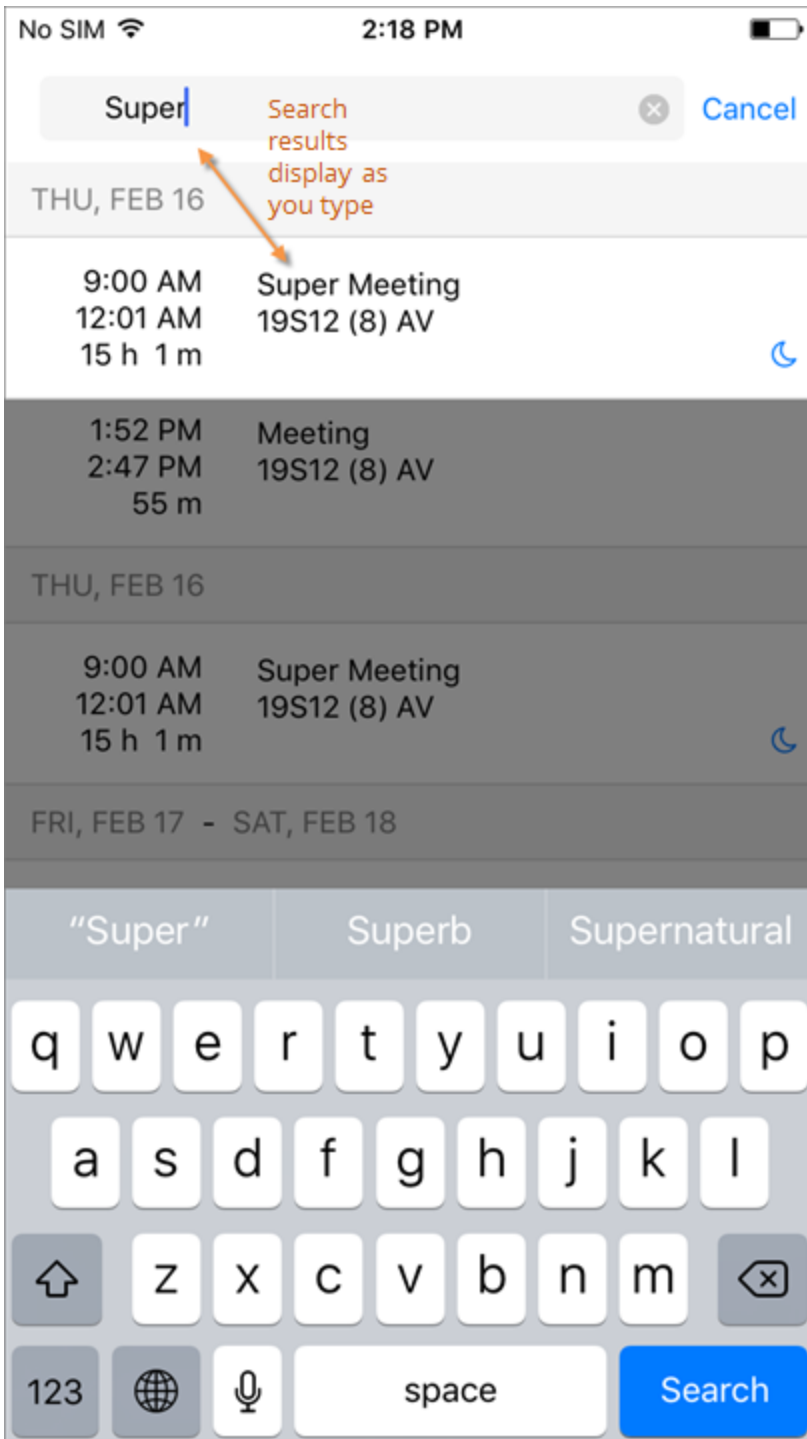 No SIM 2:18 PM
Super Cancel
Search
results
display as
you type
THU, FEB 16
9:00 AM Super Meeting
12:01 AM 19S12 (8) AV
15 h 1 m
1:52 PM Meeting
2:47 PM 19S12 (8) AV
55 m
THU, FEB 16
9:00 AM Super Meeting
12:01 AM 19S12 (8) AV
15 h 1 m
FRI, FEB 17 - SAT, FEB 18
"Super" Superb Supernatural
q w e r t y u i o p
a s d f g h j k l
z x c v b n m
123 space Search